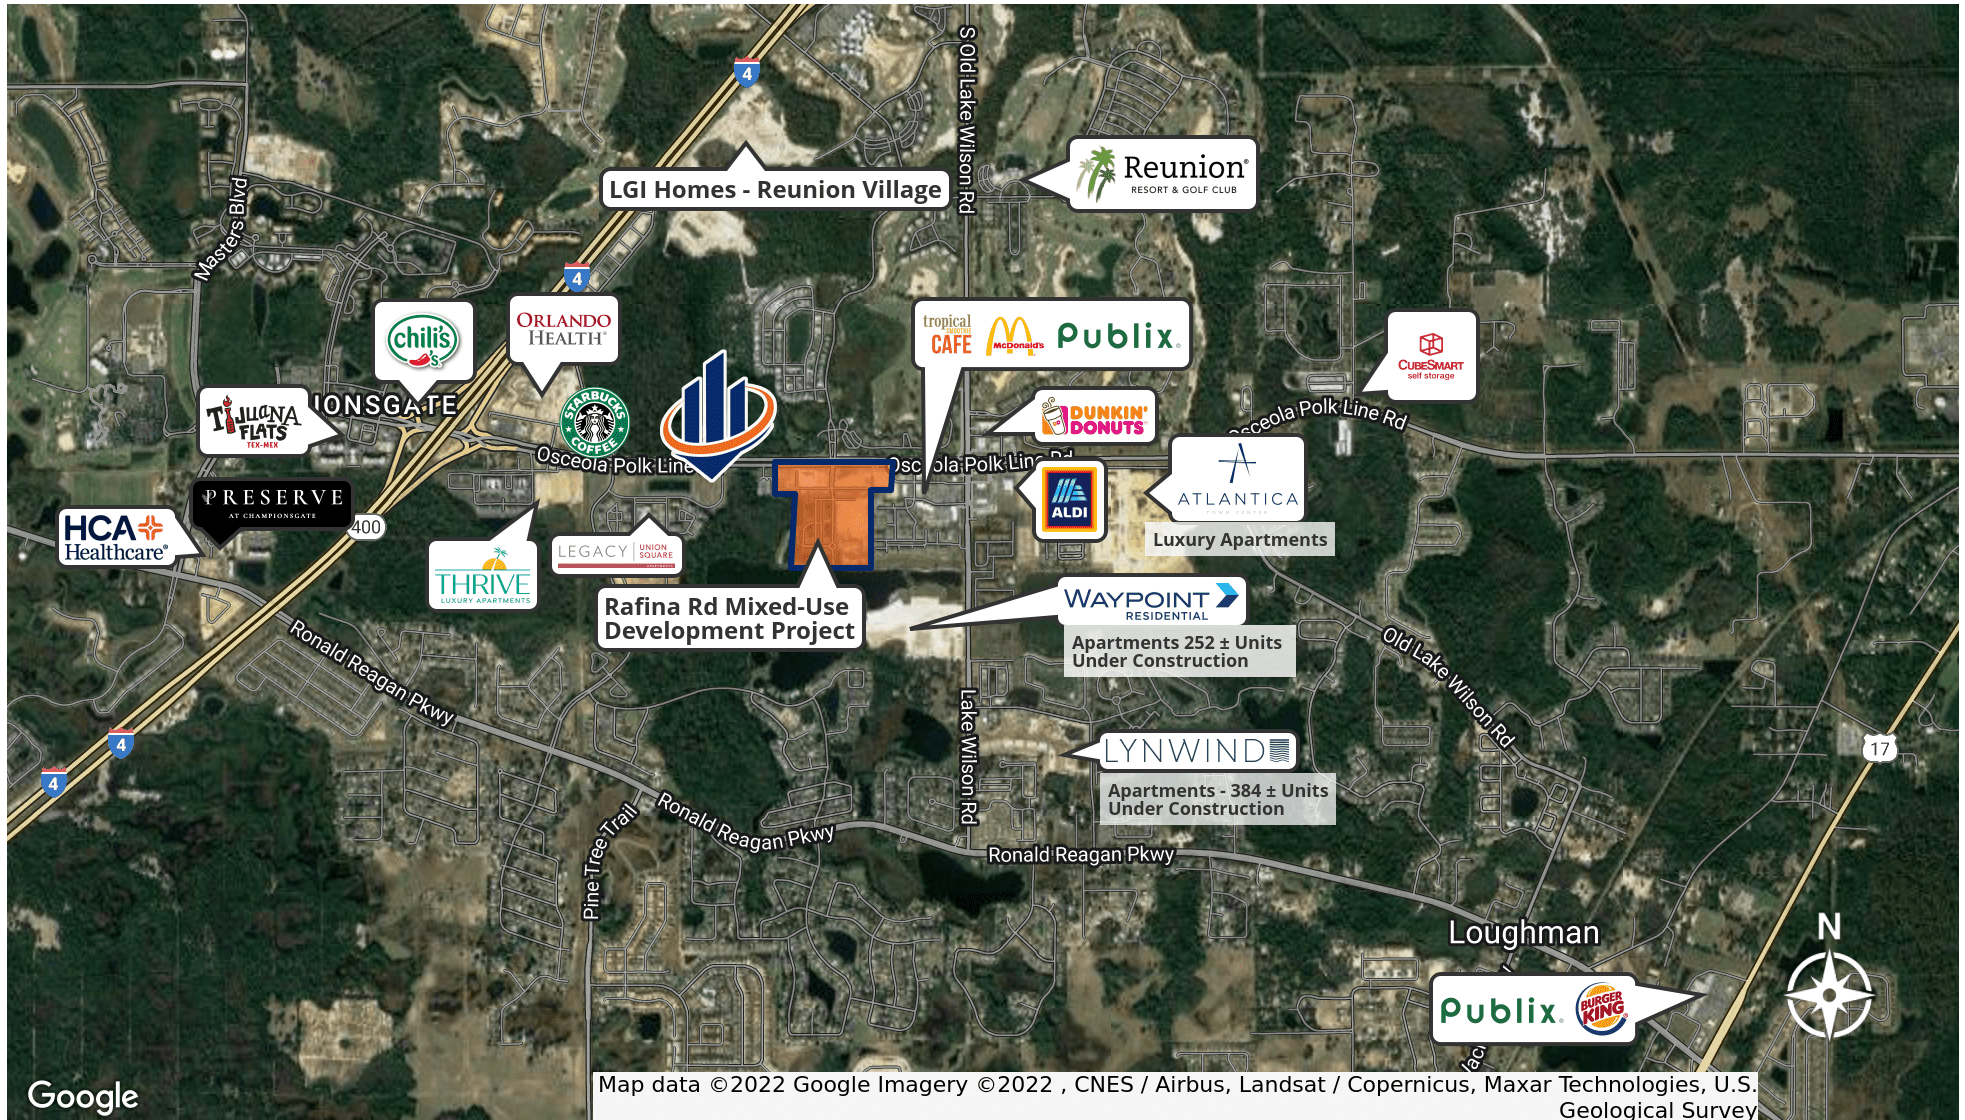 4
S Old Lake Wilson Rd
LGI Homes - Reunion Village
Reunion®
RESORT & GOLF CLUB
Masters Blvd
4
chili's
ORLANDO
HEALTH®
tropical
SMOOTHIE
CAFE
McDonald's
Publix
CUBESMART
self storage
TIJUANA
FLATS
TEX-MEX
IONSGATE
STARBUCKS
COFFEE
DUNKIN'
DONUTS
Osceola Polk Line Rd
Osceola Polk Line
Osceola Polk Line Rd
ALDI
ATLANTICA
TOWN CENTER
Luxury Apartments
PRESERVE
AT CHAMPIONSGATE
HCA
Healthcare®
400
THRIVE
LUXURY APARTMENTS
LEGACY
UNION
SQUARE
APARTMENTS
Rafina Rd Mixed-Use
Development Project
WAYPOINT
RESIDENTIAL
Apartments 252 ± Units
Under Construction
Ronald Reagan Pkwy
Old Lake Wilson Rd
4
4
Lake Wilson Rd
LYNWIND
Apartments - 384 ± Units
Under Construction
17
Pine Tree Trail
Ronald Reagan Pkwy
Ronald Reagan Pkwy
Loughman
N
Publix
BURGER
KING
Google
Map data ©2022 Google Imagery ©2022 , CNES / Airbus, Landsat / Copernicus, Maxar Technologies, U.S.
Geological Survey